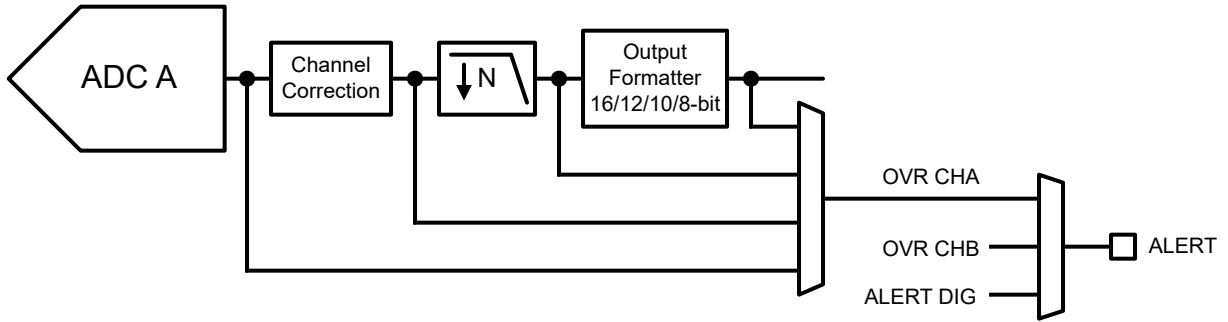 ADC A
Channel
Correction
N
Output
Formatter
16/12/10/8-bit
OVR CHA
OVR CHB
ALERT
ALERT DIG